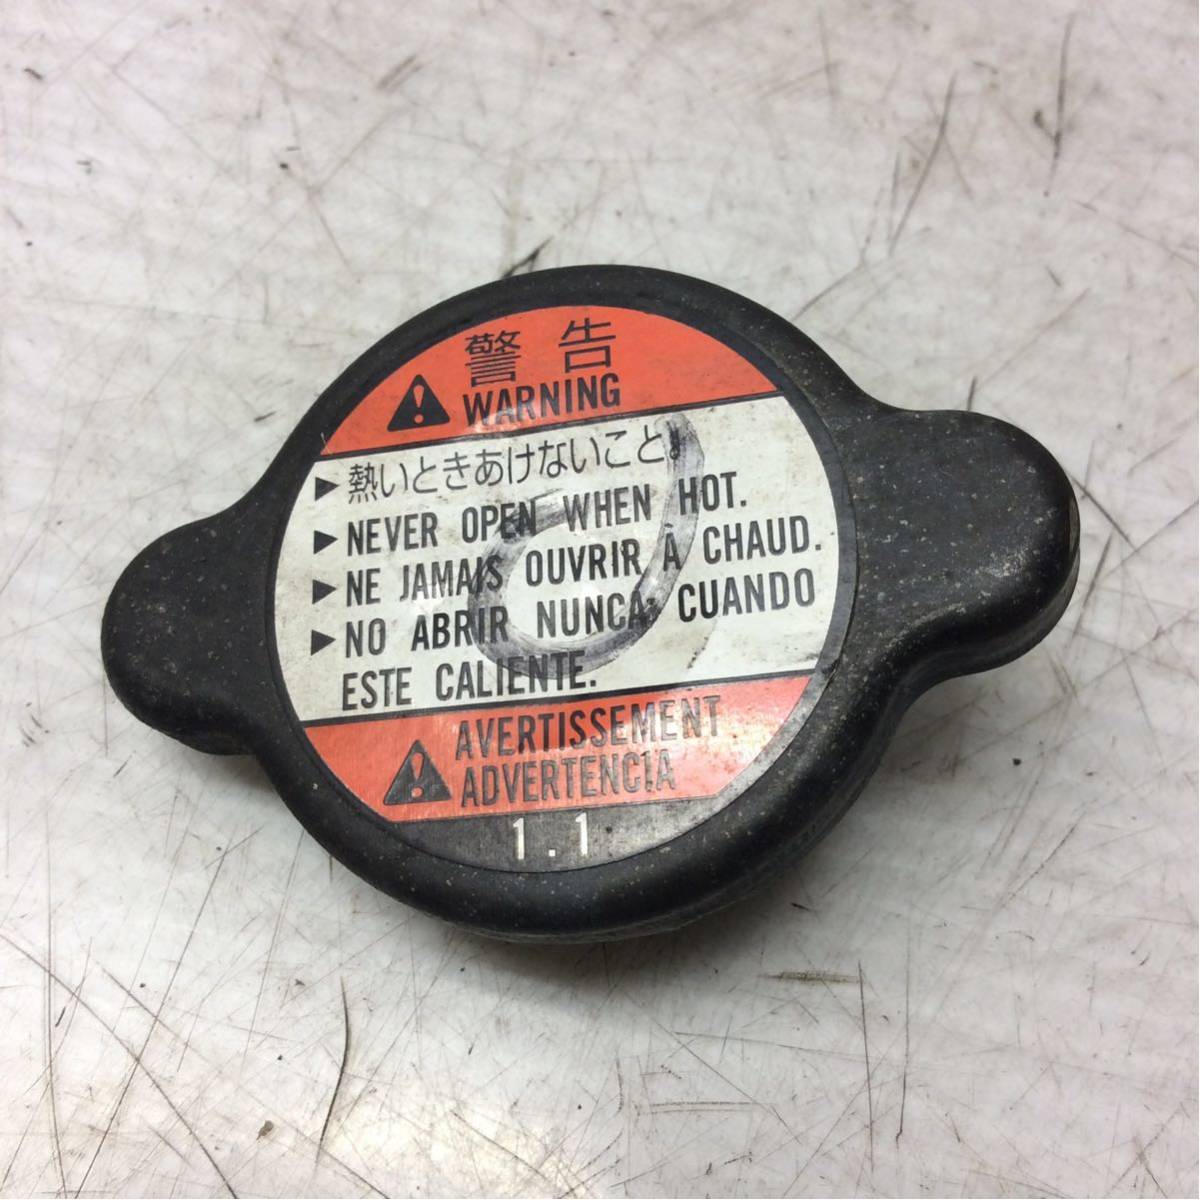 警告
WARNING
▶熱いときあけないこと!
▶NEVER OPEN WHEN HOT.
▶NE JAMAIS OUVRIR À CHAUD.
▶NO ABRIR NUNCA CUANDO
ESTE CALIENTE.
AVERTISSEMENT
ADVERTENCIA
1.1